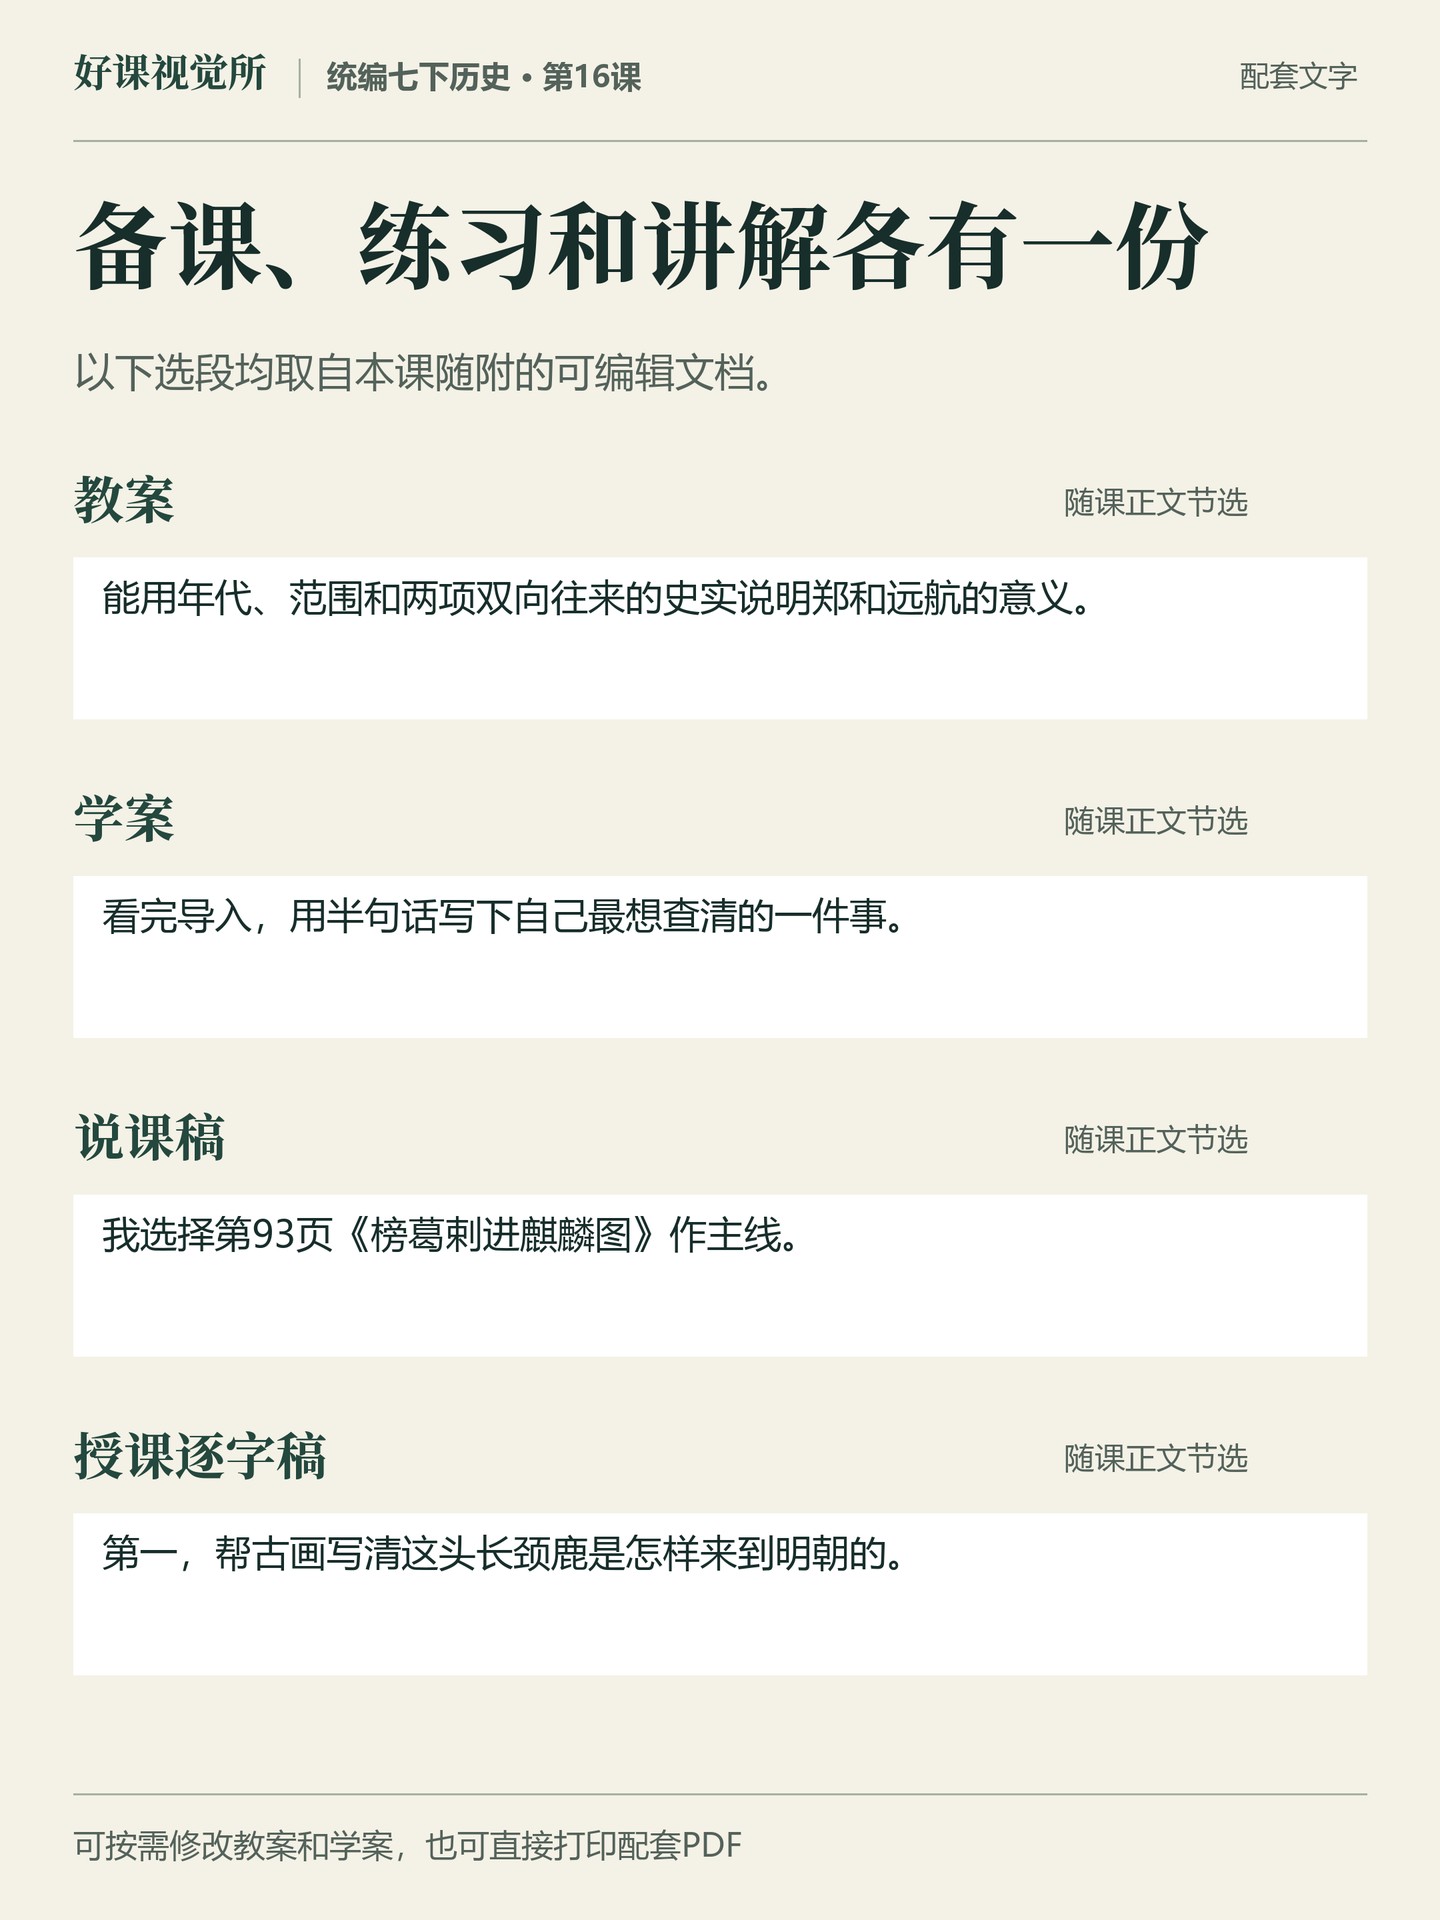 好课视觉所 统编七下历史·第16课 配套文字
备课、练习和讲解各有一份
以下选段均取自本课随附的可编辑文档。
教案 随课正文节选
能用年代、范围和两项双向往来的史实说明郑和远航的意义。
学案 随课正文节选
看完导入，用半句话写下自己最想查清的一件事。
说课稿 随课正文节选
我选择第93页《榜葛剌进麒麟图》作主线。
授课逐字稿 随课正文节选
第一，帮古画写清这头长颈鹿是怎样来到明朝的。
可按需修改教案和学案，也可直接打印配套PDF